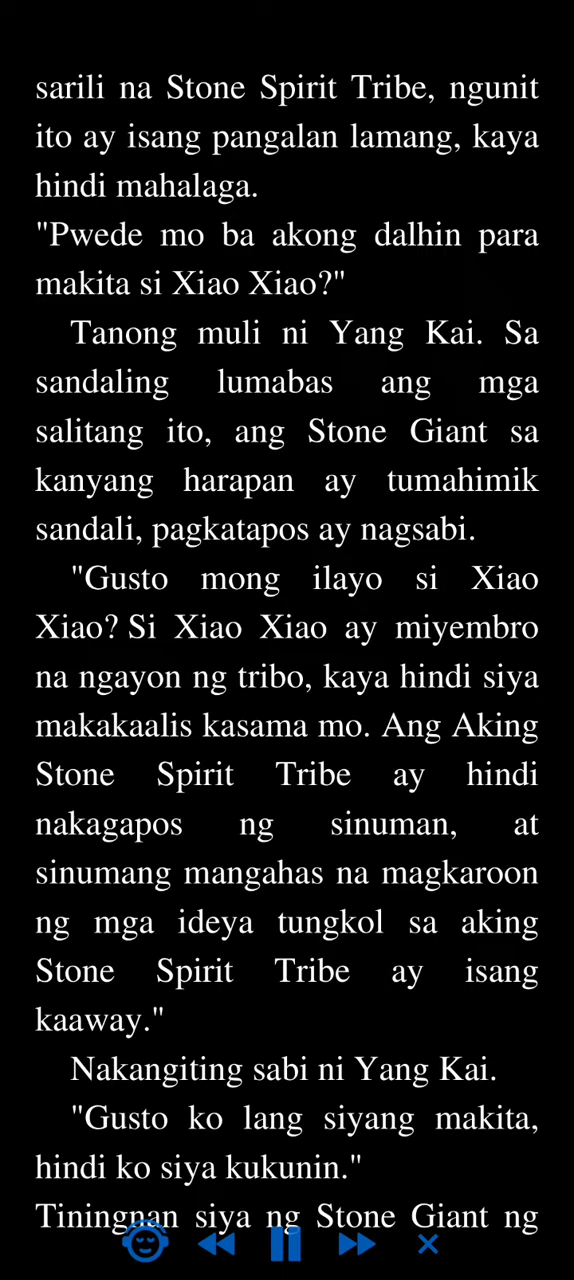 sarili na Stone Spirit Tribe, ngunit
ito ay isang pangalan lamang, kaya
hindi mahalaga.
"Pwede mo ba akong dalhin para
makita si Xiao Xiao?"
Tanong muli ni Yang Kai. Sa
sandaling lumabas ang mga
salitang ito, ang Stone Giant sa
kanyang harapan ay tumahimik
sandali, pagkatapos ay nagsabi.
"Gusto mong ilayo si Xiao
Xiao? Si Xiao Xiao ay miyembro
na ngayon ng tribo, kaya hindi siya
makakaalis kasama mo. Ang Aking
Stone Spirit Tribe ay hindi
nakagapos ng sinuman, at
sinumang mangahas na magkaroon
ng mga ideya tungkol sa aking
Stone Spirit Tribe ay isang
kaaway."
Nakangiting sabi ni Yang Kai.
"Gusto ko lang siyang makita,
hindi ko siya kukunin."
Tiningnan siya ng Stone Giant ng